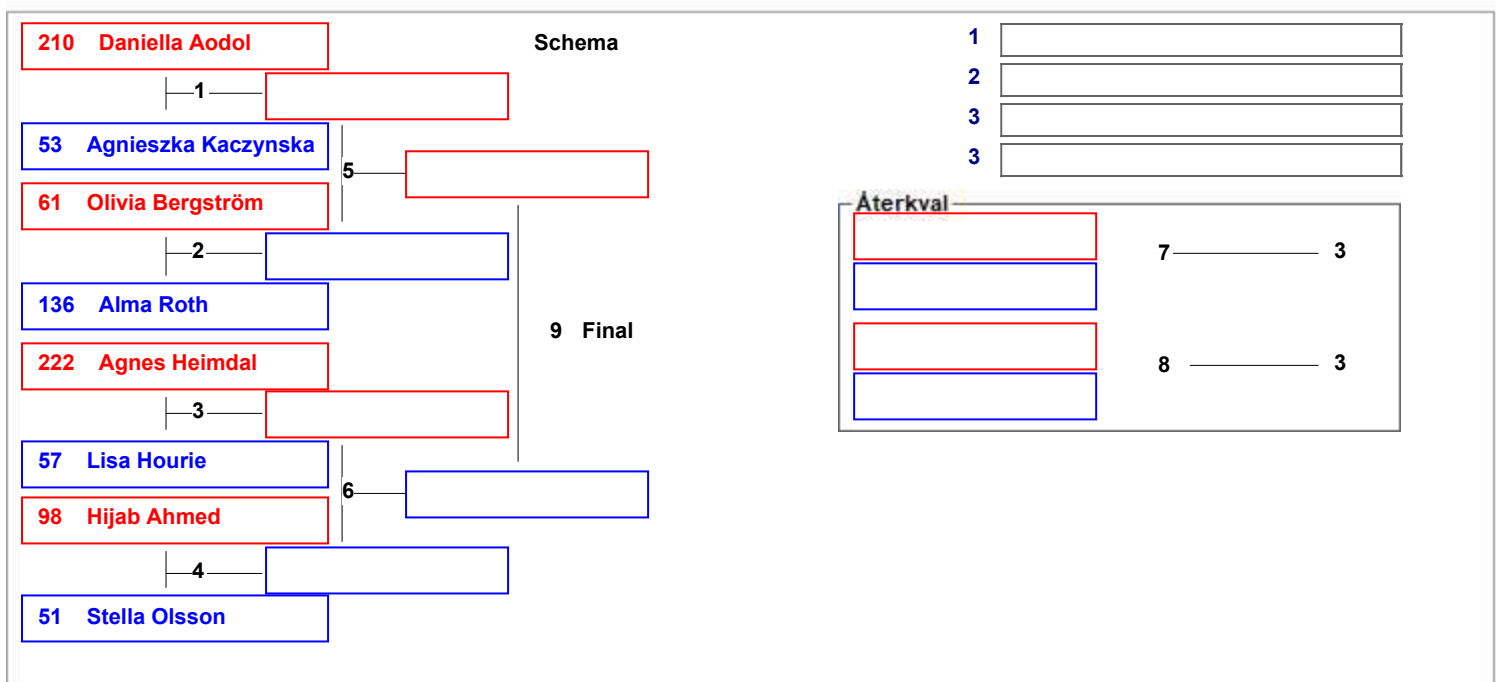 210 Daniella Aodol
Schema
1
53 Agnieszka Kaczynska
5
61 Olivia Bergström
2
136 Alma Roth
9 Final
222 Agnes Heimdal
3
57 Lisa Hourie
6
98 Hijab Ahmed
4
51 Stella Olsson
1
2
3
3
Återkval
7 3
8 3